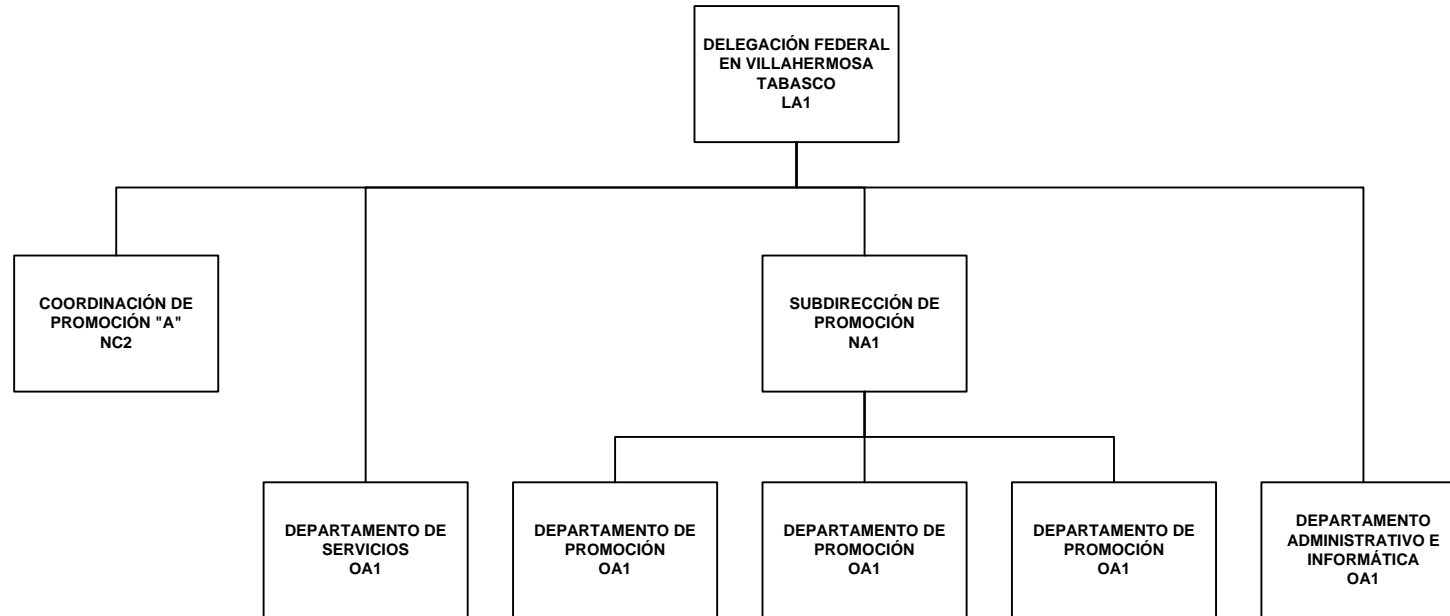 DELEGACIÓN FEDERAL
EN VILLAHERMOSA
TABASCO
LA1
COORDINACIÓN DE
PROMOCIÓN "A"
NC2
SUBDIRECCIÓN DE
PROMOCIÓN
NA1
DEPARTAMENTO DE
SERVICIOS
OA1
DEPARTAMENTO DE
PROMOCIÓN
OA1
DEPARTAMENTO DE
PROMOCIÓN
OA1
DEPARTAMENTO DE
PROMOCIÓN
OA1
DEPARTAMENTO
ADMINISTRATIVO E
INFORMÁTICA
OA1